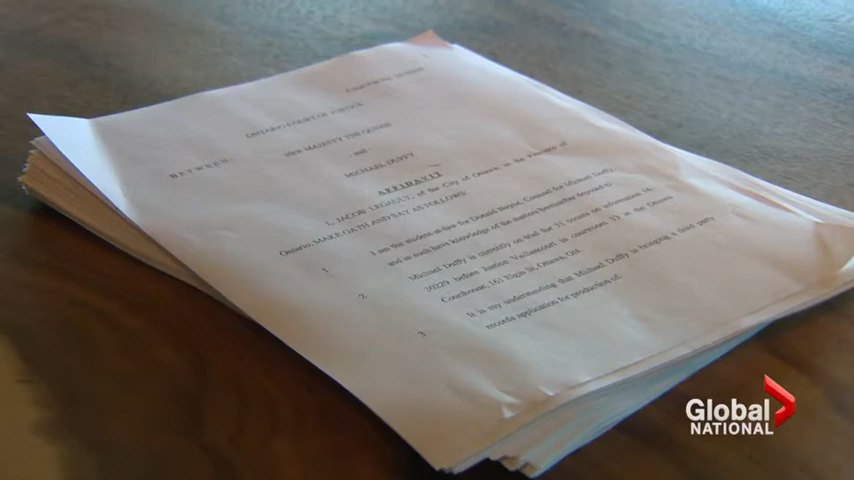 ONTARIO COURT OF JUSTICE
BETWEEN:
HER MAJESTY THE QUEEN
- and -
MICHAEL DUFFY
AFFIDAVIT
I, JACOB LEGAULT, of the City of Ottawa, in the Province of
Ontario, MAKE OATH AND SAY AS FOLLOWS:
1. I am the student-at-law for Donald Bayne, Counsel for Michael Duffy,
and as such have knowledge of the matters hereinafter deposed to
2. Michael Duffy is currently on trial for 31 counts on information 14-
30229 before Justice Vaillancourt in courtroom 33 at the Ottawa
Courthouse, 161 Elgin St, Ottawa, Ont
3. It is my understanding that Michael Duffy is bringing a third party
records application for production of:
Global
NATIONAL